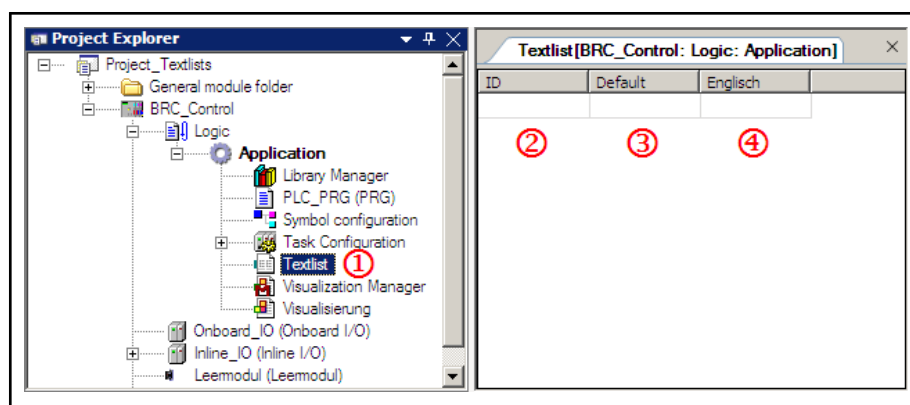 Project Explorer
Project_Textlists
General module folder
BRC_Control
Logic
Application
Library Manager
PLC_PRG (PRG)
Symbol configuration
Task Configuration
Textlist ①
Visualization Manager
Visualisierung
Onboard_IO (Onboard I/O)
Inline_IO (Inline I/O)
Leermodul (Leermodul)
Textlist[BRC_Control: Logic: Application]
ID Default Englisch
② ③ ④